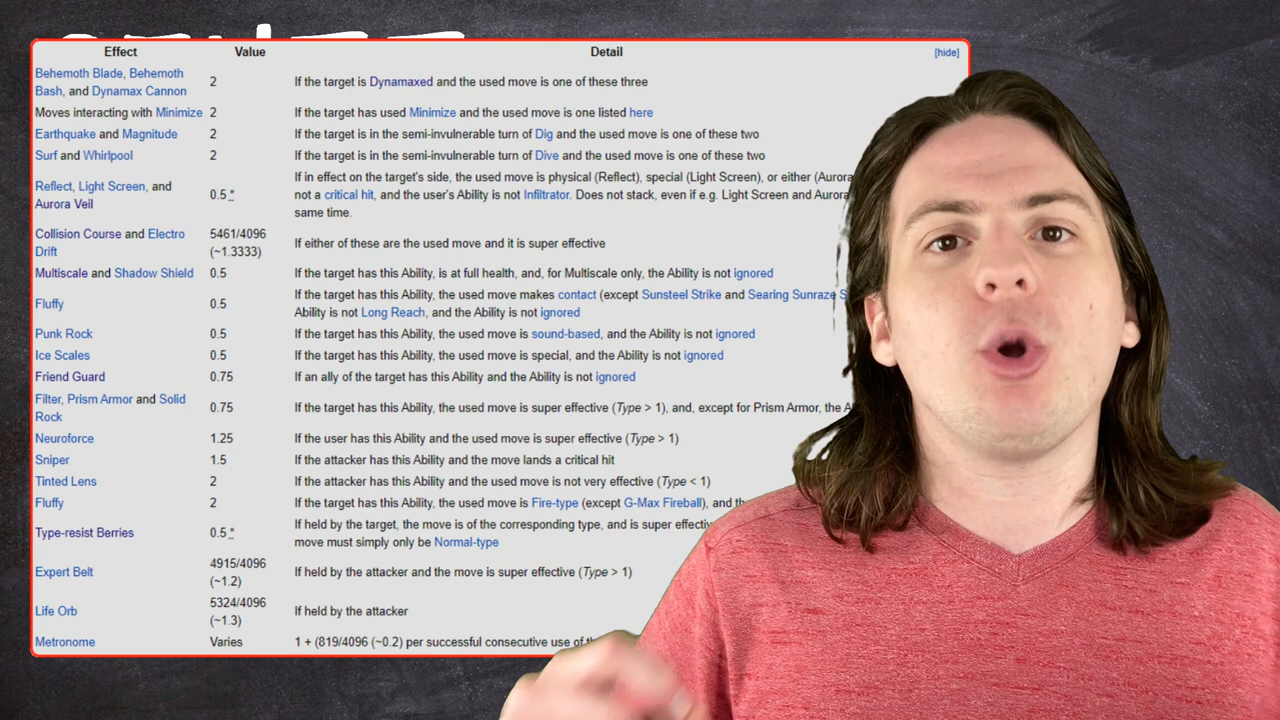 Effect Value Detail [hide]
Behemoth Blade, Behemoth
Bash, and Dynamax Cannon
2
If the target is Dynamaxed and the used move is one of these three
Moves interacting with Minimize 2 If the target has used Minimize and the used move is one listed here
Earthquake and Magnitude 2 If the target is in the semi-invulnerable turn of Dig and the used move is one of these two
Surf and Whirlpool 2 If the target is in the semi-invulnerable turn of Dive and the used move is one of these two
Reflect, Light Screen, and
Aurora Veil
0.5 *
If in effect on the target's side, the used move is physical (Reflect), special (Light Screen), or either (Aurora
not a critical hit, and the user's Ability is not Infiltrator. Does not stack, even if e.g. Light Screen and Aurora
same time.
Collision Course and Electro
Drift
5461/4096
(~1.3333)
If either of these are the used move and it is super effective
Multiscale and Shadow Shield 0.5 If the target has this Ability, is at full health, and, for Multiscale only, the Ability is not ignored
Fluffy 0.5
If the target has this Ability, the used move makes contact (except Sunsteel Strike and Searing Sunraze S
Ability is not Long Reach, and the Ability is not ignored
Punk Rock 0.5 If the target has this Ability, the used move is sound-based, and the Ability is not ignored
Ice Scales 0.5 If the target has this Ability, the used move is special, and the Ability is not ignored
Friend Guard 0.75 If an ally of the target has this Ability and the Ability is not ignored
Filter, Prism Armor and Solid
Rock
0.75
If the target has this Ability, the used move is super effective (Type > 1), and, except for Prism Armor, the A
Neuroforce 1.25 If the user has this Ability and the used move is super effective (Type > 1)
Sniper 1.5 If the attacker has this Ability and the move lands a critical hit
Tinted Lens 2 If the attacker has this Ability and the used move is not very effective (Type < 1)
Fluffy 2 If the target has this Ability, the used move is Fire-type (except G-Max Fireball), and
Type-resist Berries 0.5 *
If held by the target, the move is of the corresponding type, and is super
move must simply only be Normal-type
Expert Belt
4915/4096
(~1.2)
If held by the attacker and the move is super effective (Type > 1)
Life Orb
5324/4096
(~1.3)
If held by the attacker
Metronome Varies 1 + (819/4096 (~0.2) per successful consecutive use of